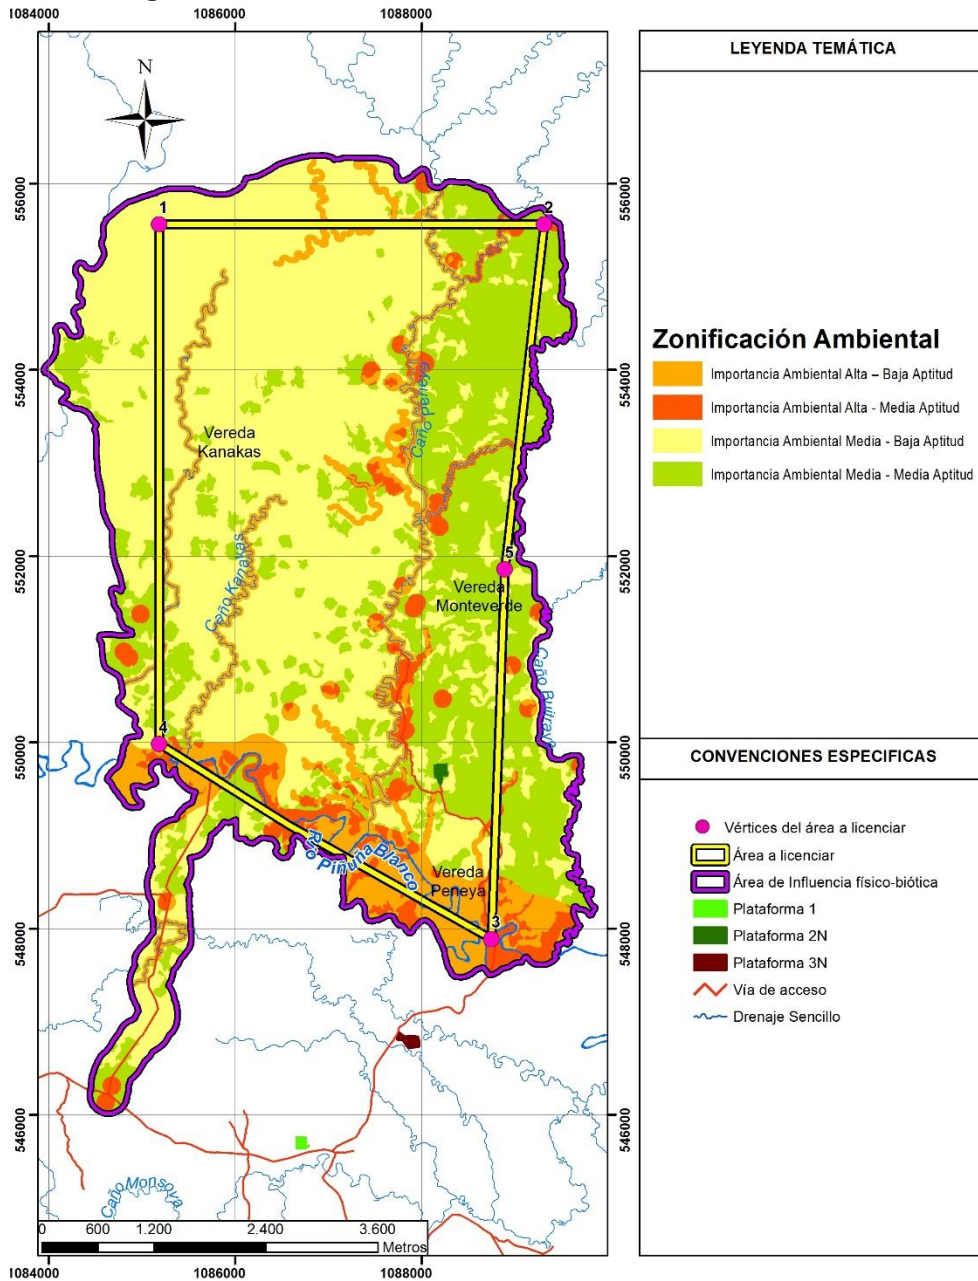 1084000 1086000 1088000
N
556000 556000
1 2
554000 554000
Vereda
Kanakas
Caño Peneya
552000 552000
Caño Kanakas
5
Vereda
Monteverde
4
550000 550000
Río Piñuña Blanco
Vereda
Peneya
3
548000 548000
546000 546000
Caño Monsoya
0 600 1.200 2.400 3.600
Metros
1084000 1086000 1088000
LEYENDA TEMÁTICA
Zonificación Ambiental
Importancia Ambiental Alta – Baja Aptitud
Importancia Ambiental Alta - Media Aptitud
Importancia Ambiental Media - Baja Aptitud
Importancia Ambiental Media - Media Aptitud
CONVENCIONES ESPECIFICAS
Vértices del área a licenciar
Área a licenciar
Área de Influencia físico-biótica
Plataforma 1
Plataforma 2N
Plataforma 3N
Vía de acceso
Drenaje Sencillo